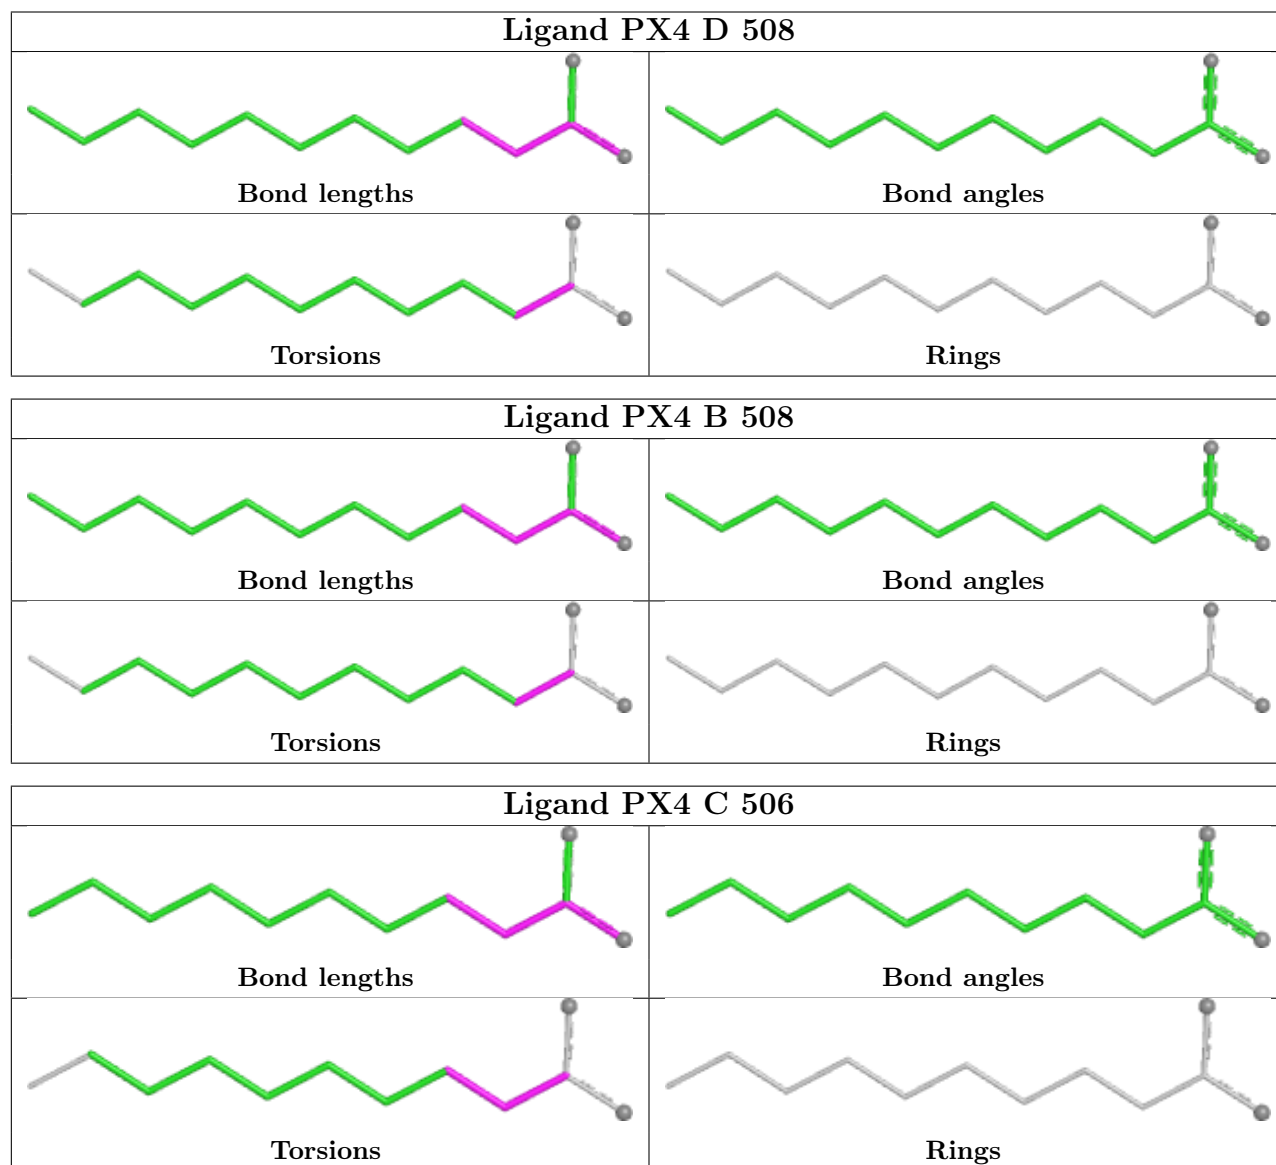 Ligand PX4 D 508
Bond lengths
Bond angles
Torsions
Rings
Ligand PX4 B 508
Bond lengths
Bond angles
Torsions
Rings
Ligand PX4 C 506
Bond lengths
Bond angles
Torsions
Rings